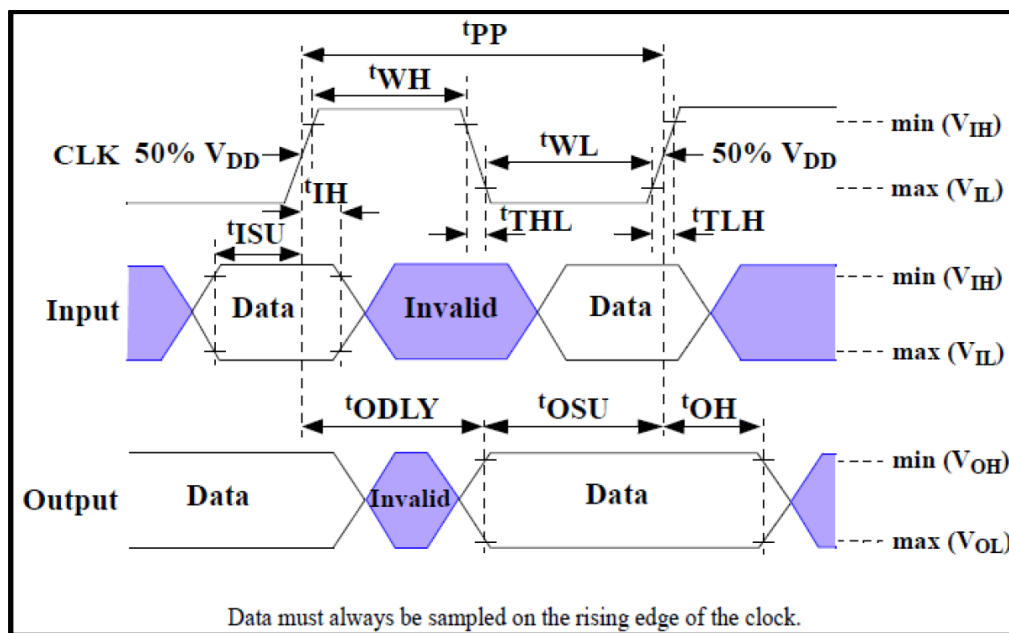 tPP
tWH
min (VIH)
CLK 50% VDD
tWL
50% VDD
max (VIL)
tIH
tISU
tTHL
tTLH
min (VIH)
Input
Data
Invalid
Data
max (VIL)
tODLY
tOSU
tOH
min (VOH)
Output
Data
Invalid
Data
max (VOL)
Data must always be sampled on the rising edge of the clock.